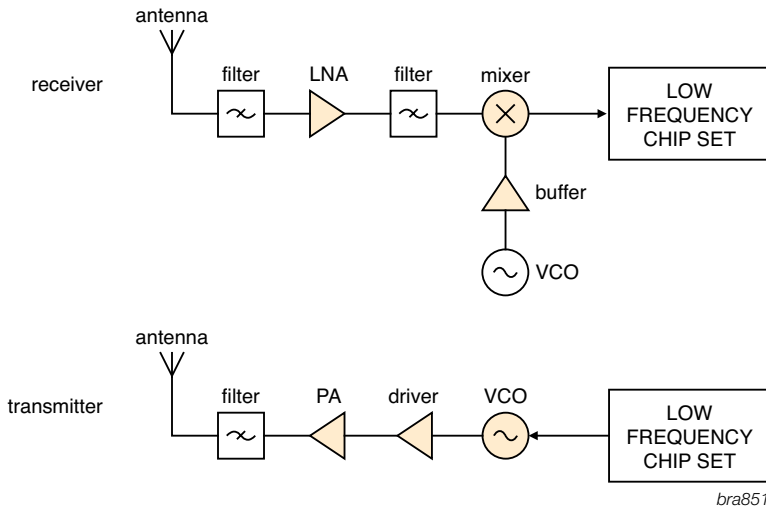 antenna
receiver
filter
LNA
filter
mixer
LOW
FREQUENCY
CHIP SET
buffer
VCO
antenna
transmitter
filter
PA
driver
VCO
LOW
FREQUENCY
CHIP SET
bra851